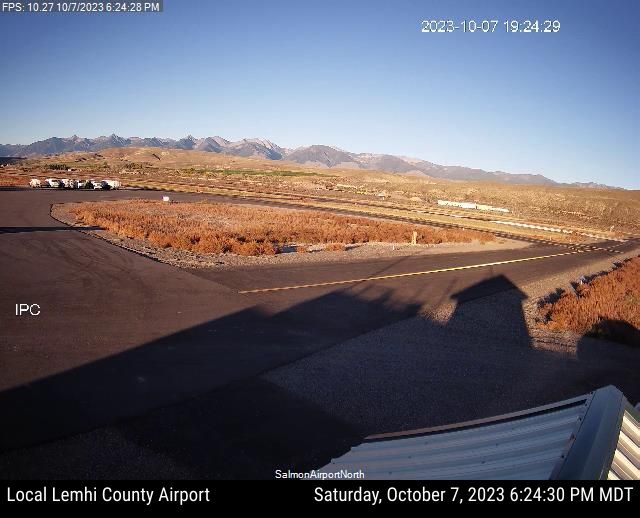 FPS: 10.27 10/7/2023 6:24:28 PM
2023-10-07 19:24:29
IPC
SalmonAirportNorth
Local Lemhi County Airport
Saturday, October 7, 2023 6:24:30 PM MDT